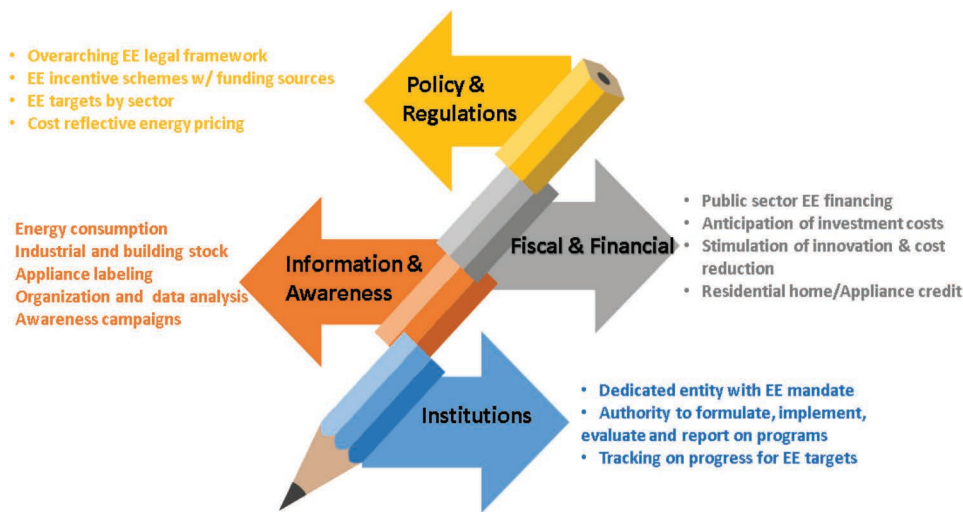 • Overarching EE legal framework
• EE incentive schemes w/ funding sources
• EE targets by sector
• Cost reflective energy pricing
Policy &
Regulations
Energy consumption
Industrial and building stock
Appliance labeling
Organization and data analysis
Awareness campaigns
Information &
Awareness
Fiscal & Financial
• Public sector EE financing
• Anticipation of investment costs
• Stimulation of innovation & cost
reduction
• Residential home/Appliance credit
Institutions
• Dedicated entity with EE mandate
• Authority to formulate, implement,
evaluate and report on programs
• Tracking on progress for EE targets